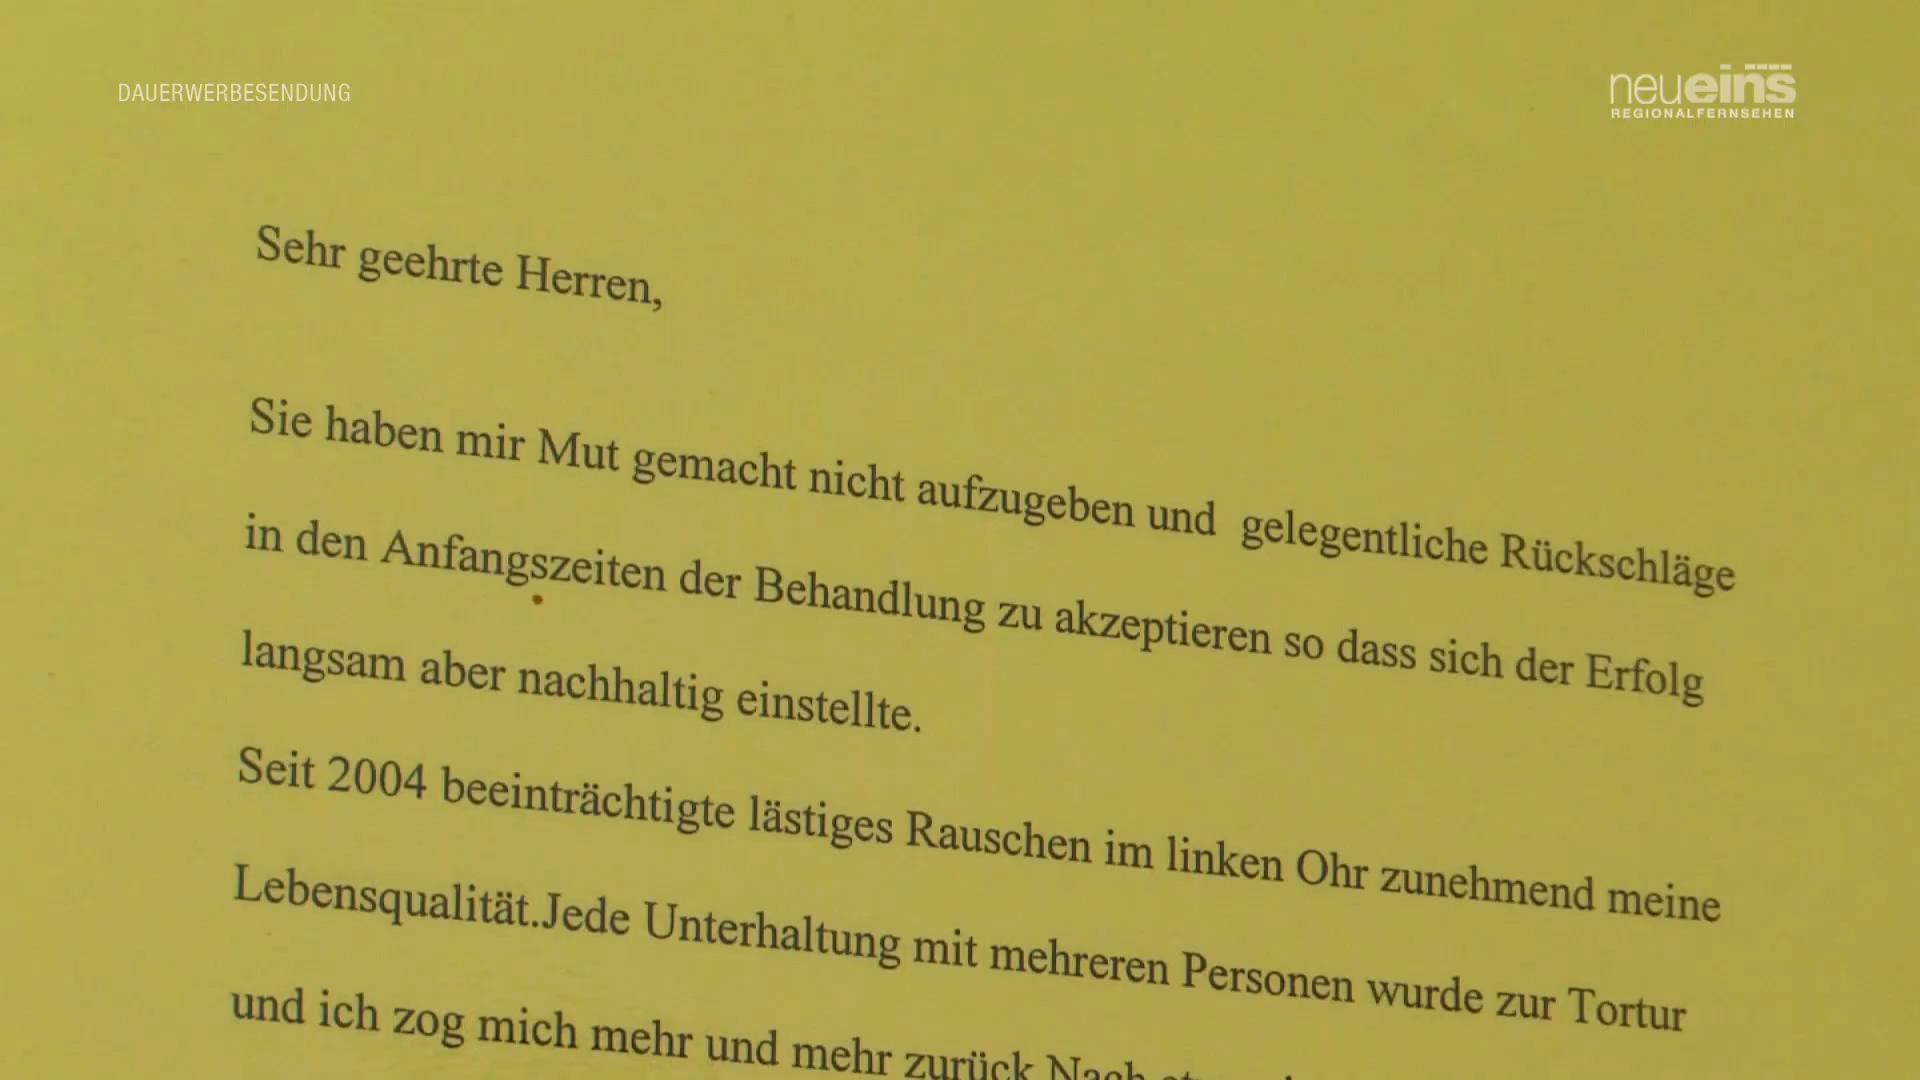 DAUERWERBESENDUNG
neueins
REGIONALFERNSEHEN
Sehr geehrte Herren,
Sie haben mir Mut gemacht nicht aufzugeben und  gelegentliche Rückschläge
in den Anfangszeiten der Behandlung zu akzeptieren so dass sich der Erfolg
langsam aber nachhaltig einstellte.
Seit 2004 beeinträchtigte lästiges Rauschen im linken Ohr zunehmend meine
Lebensqualität.Jede Unterhaltung mit mehreren Personen wurde zur Tortur
und ich zog mich mehr und mehr zurück Nach